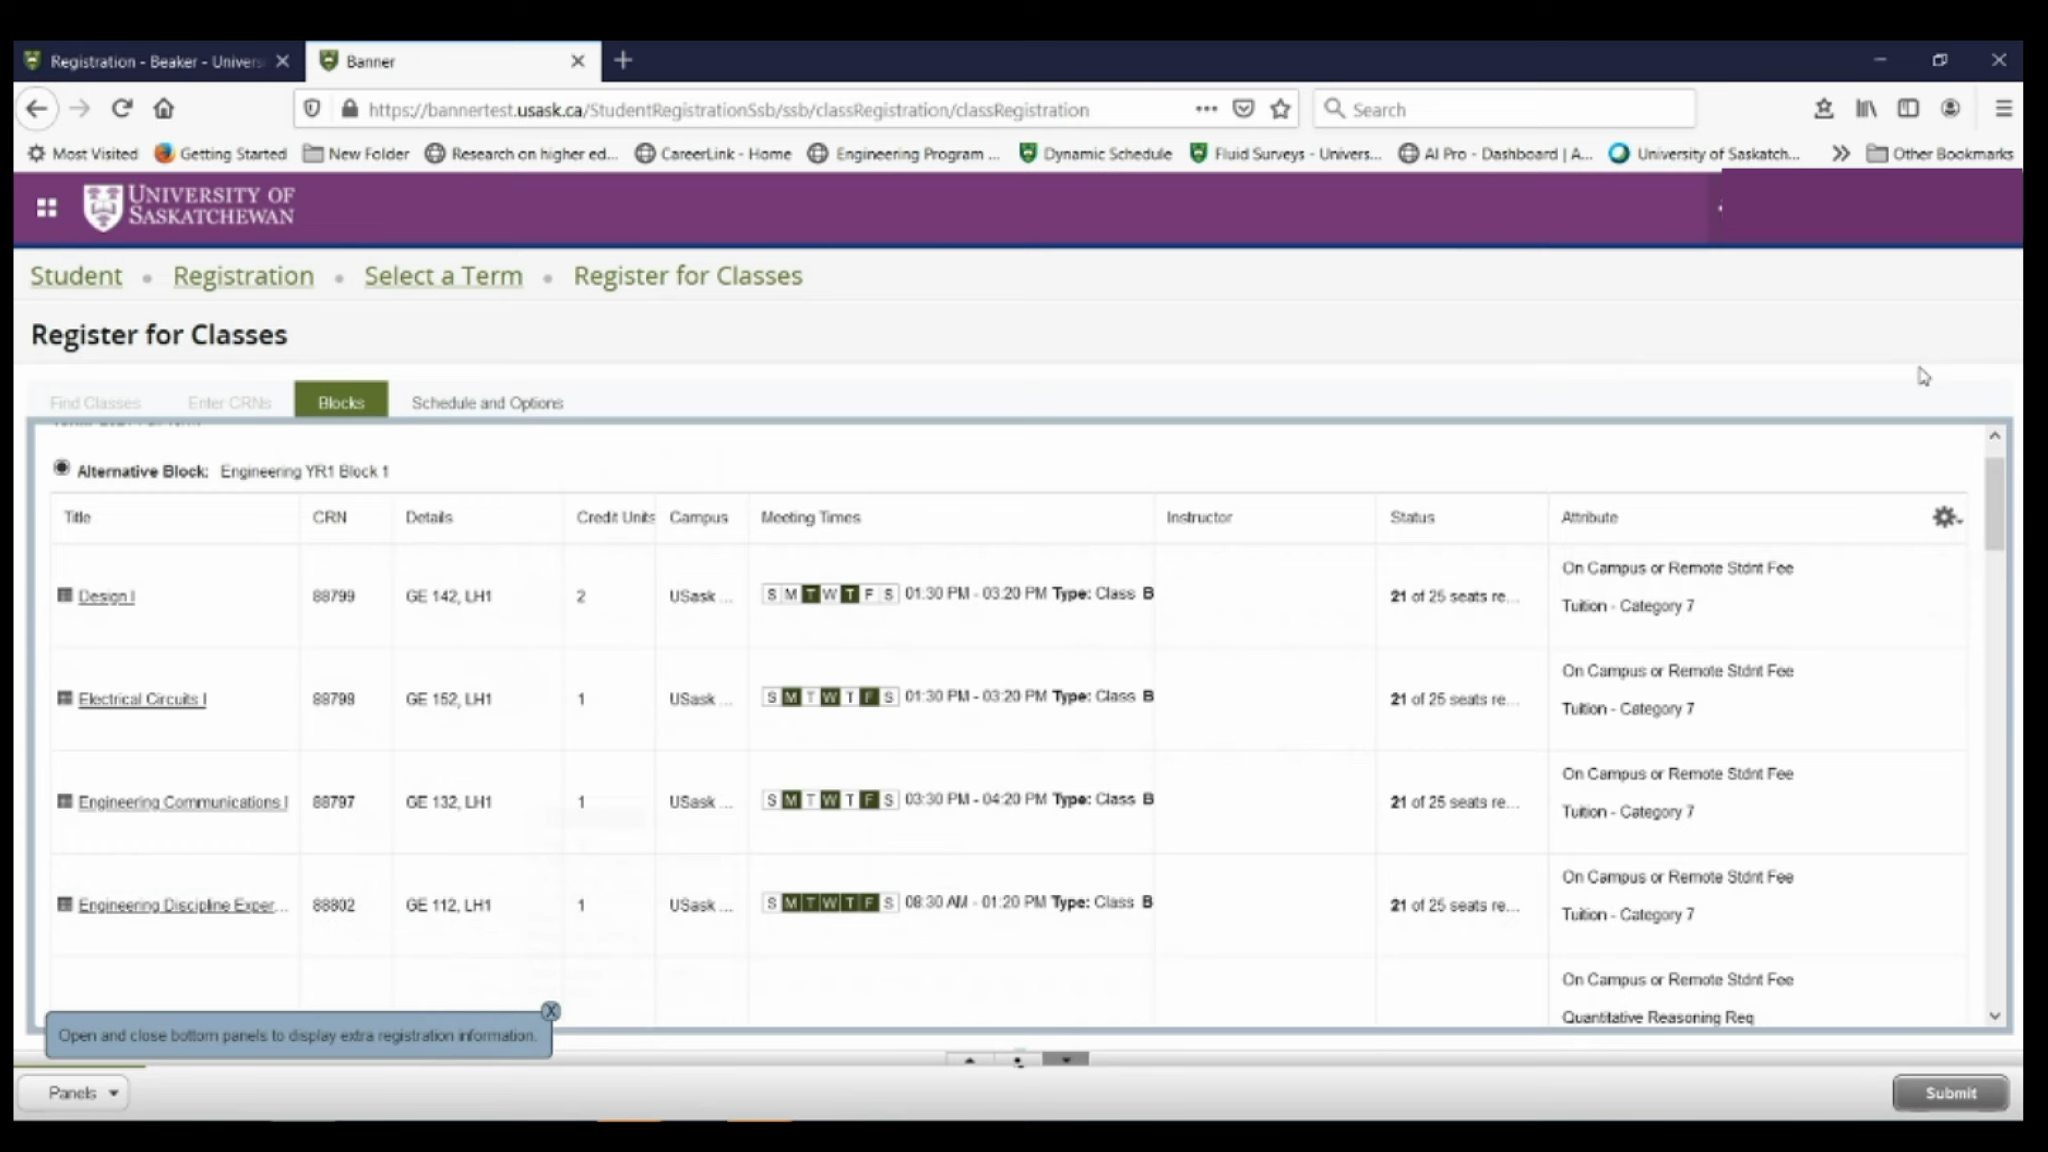 Registration - Beaker - Univers
Banner
https://bannertest.usask.ca/StudentRegistrationSsb/ssb/classRegistration/classRegistration
Search
Most Visited Getting Started New Folder Research on higher ed... CareerLink - Home Engineering Program ... Dynamic Schedule Fluid Surveys - Univers... AI Pro - Dashboard | A... University of Saskatch... Other Bookmarks
UNIVERSITY OF
SASKATCHEWAN
Student • Registration • Select a Term • Register for Classes
Register for Classes
Find Classes Enter CRNs Blocks Schedule and Options
Alternative Block: Engineering YR1 Block 1
Title CRN Details Credit Units Campus Meeting Times Instructor Status Attribute
On Campus or Remote Stdnt Fee
Design I 88799 GE 142, LH1 2 USask ... S M T W T F S 01:30 PM - 03:20 PM Type: Class B 21 of 25 seats re...
Tuition - Category 7
On Campus or Remote Stdnt Fee
Electrical Circuits I 88798 GE 152, LH1 1 USask ... S M T W T F S 01:30 PM - 03:20 PM Type: Class B 21 of 25 seats re...
Tuition - Category 7
On Campus or Remote Stdnt Fee
Engineering Communications I 88797 GE 132, LH1 1 USask ... S M T W T F S 03:30 PM - 04:20 PM Type: Class B 21 of 25 seats re...
Tuition - Category 7
On Campus or Remote Stdnt Fee
Engineering Discipline Exper... 88802 GE 112, LH1 1 USask ... S M T W T F S 08:30 AM - 01:20 PM Type: Class B 21 of 25 seats re...
Tuition - Category 7
On Campus or Remote Stdnt Fee
Quantitative Reasoning Req
Open and close bottom panels to display extra registration information.
Panels
Submit